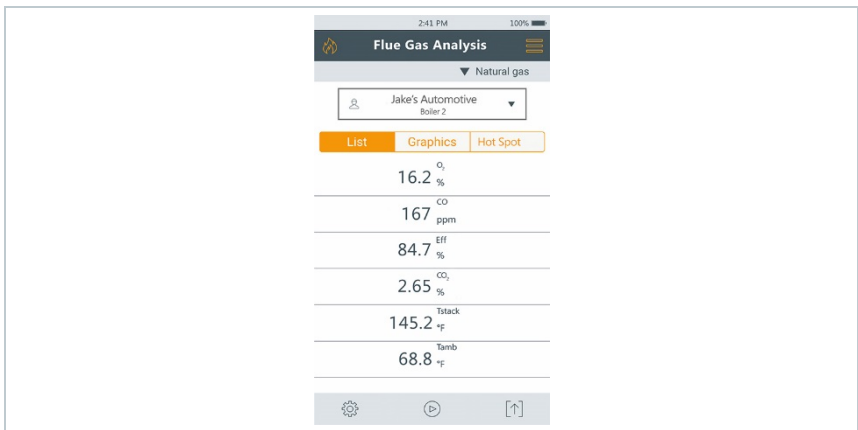 2:41 PM 100%
Flue Gas Analysis
▼ Natural gas
Jake's Automotive ▼
Boiler 2
List Graphics Hot Spot
16.2 O₂ %
167 CO ppm
84.7 Eff %
2.65 CO₂ %
145.2 Tstack °F
68.8 Tamb °F